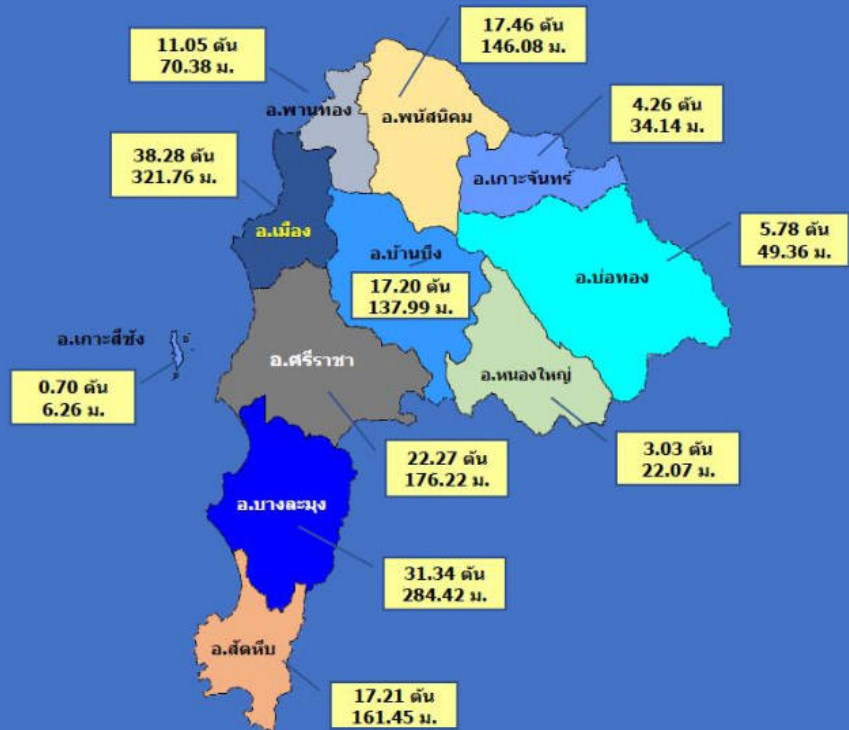 17.46 ตัน
146.08 ม.
11.05 ตัน
70.38 ม.
4.26 ตัน
34.14 ม.
อ.พานทอง
อ.พนัสนิคม
38.28 ตัน
321.76 ม.
อ.เกาะจันทร์
อ.เมือง
อ.บ้านบึง
5.78 ตัน
49.36 ม.
อ.บ่อทอง
17.20 ตัน
137.99 ม.
อ.เกาะสีชัง
อ.ศรีราชา
อ.หนองใหญ่
0.70 ตัน
6.26 ม.
22.27 ตัน
176.22 ม.
3.03 ตัน
22.07 ม.
อ.บางละมุง
31.34 ตัน
284.42 ม.
อ.สัตหีบ
17.21 ตัน
161.45 ม.